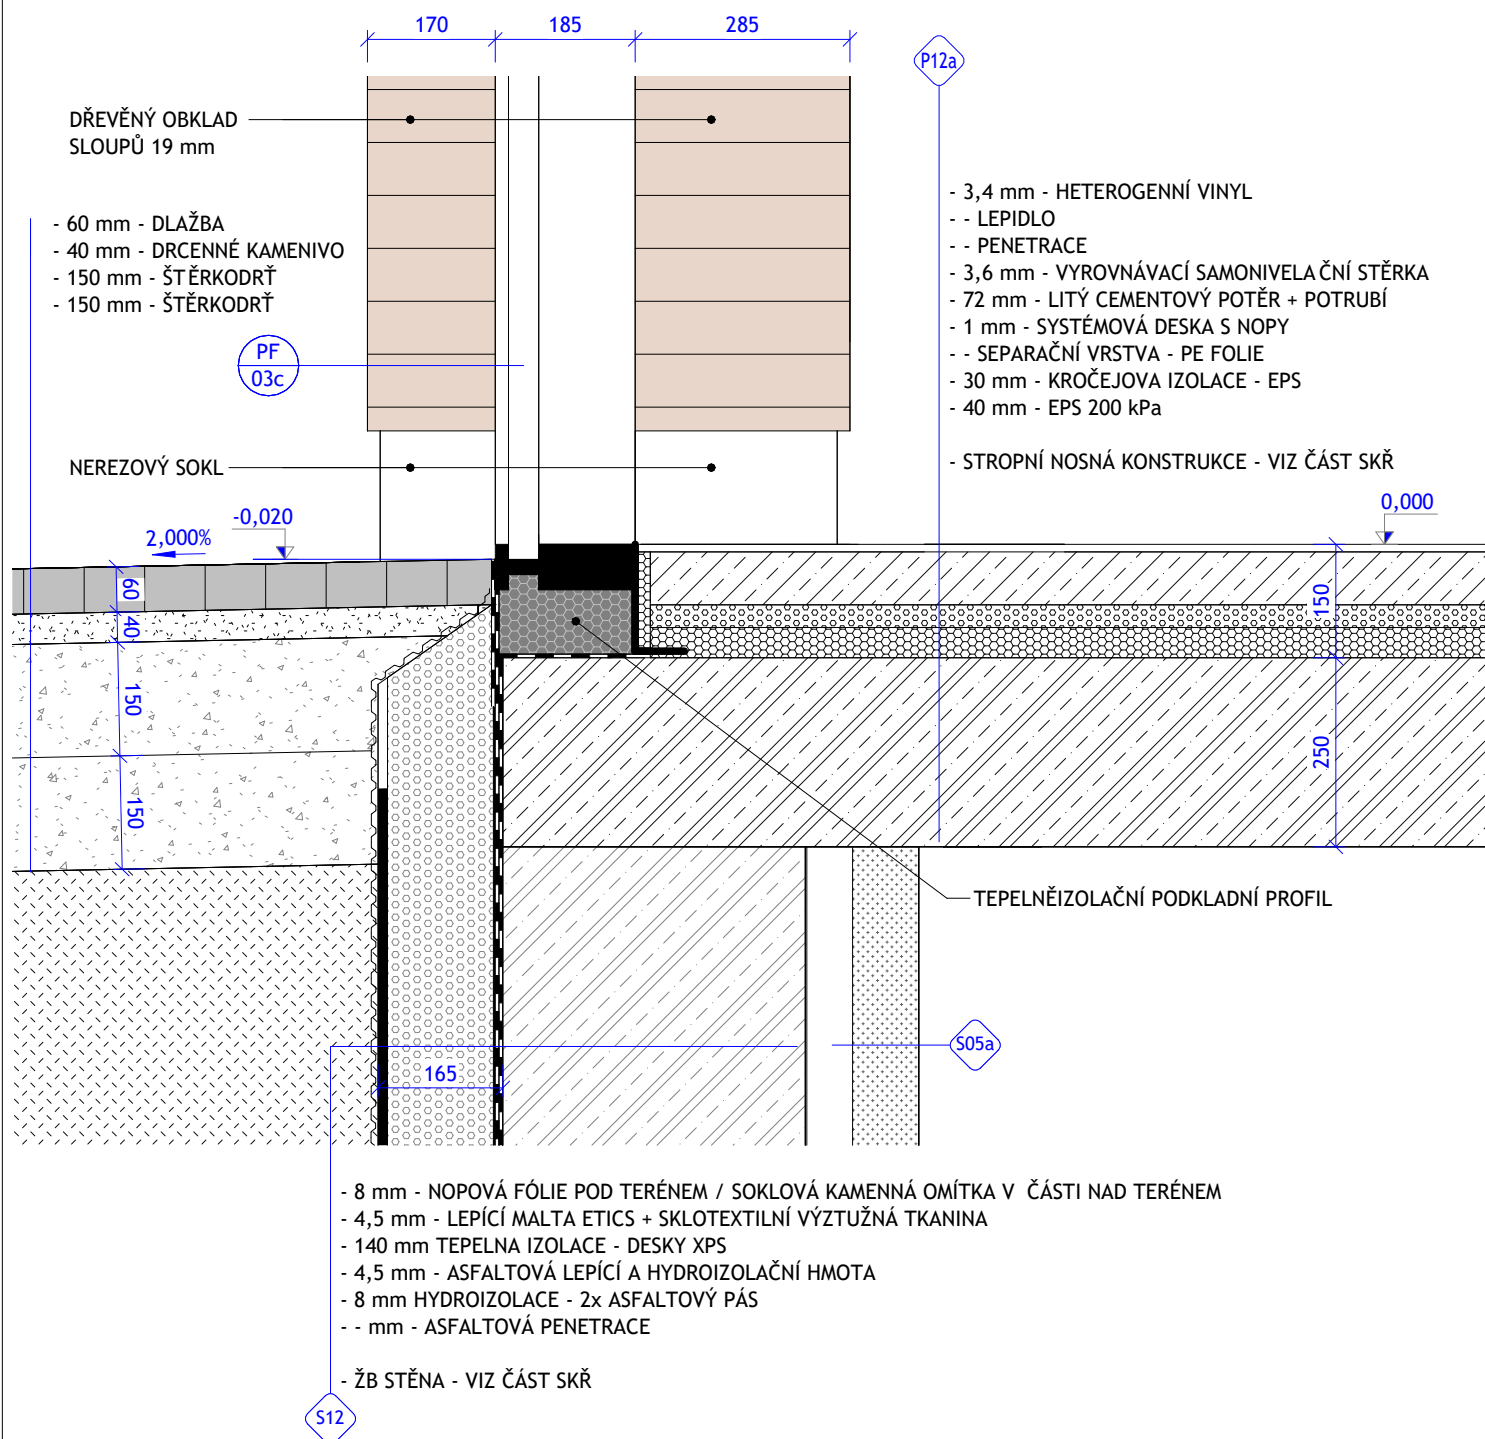 170
185
285
P12a
DŘEVĚNÝ OBKLAD
SLOUPŮ 19 mm
- 60 mm - DLAŽBA
- 40 mm - DRCENNÉ KAMENIVO
- 150 mm - ŠTĚRKODRŤ
- 150 mm - ŠTĚRKODRŤ
PF
03c
NEREZOVÝ SOKL
- 3,4 mm - HETEROGENNÍ VINYL
- - LEPIDLO
- - PENETRACE
- 3,6 mm - VYROVNÁVACÍ SAMONIVELAČNÍ STĚRKA
- 72 mm - LITÝ CEMENTOVÝ POTĚR + POTRUBÍ
- 1 mm - SYSTÉMOVÁ DESKA S NOPY
- - SEPARAČNÍ VRSTVA - PE FOLIE
- 30 mm - KROČEJOVA IZOLACE - EPS
- 40 mm - EPS 200 kPa
- STROPNÍ NOSNÁ KONSTRUKCE - VIZ ČÁST SKŘ
-0,020
2,000%
0,000
60
40
150
150
150
250
TEPELNĚIZOLAČNÍ PODKLADNÍ PROFIL
S05a
165
- 8 mm - NOPOVÁ FÓLIE POD TERÉNEM / SOKLOVÁ KAMENNÁ OMÍTKA V ČÁSTI NAD TERÉNEM
- 4,5 mm - LEPÍCÍ MALTA ETICS + SKLOTEXTILNÍ VÝZTUŽNÁ TKANINA
- 140 mm TEPELNA IZOLACE - DESKY XPS
- 4,5 mm - ASFALTOVÁ LEPÍCÍ A HYDROIZOLAČNÍ HMOTA
- 8 mm HYDROIZOLACE - 2x ASFALTOVÝ PÁS
- - mm - ASFALTOVÁ PENETRACE
- ŽB STĚNA - VIZ ČÁST SKŘ
S12